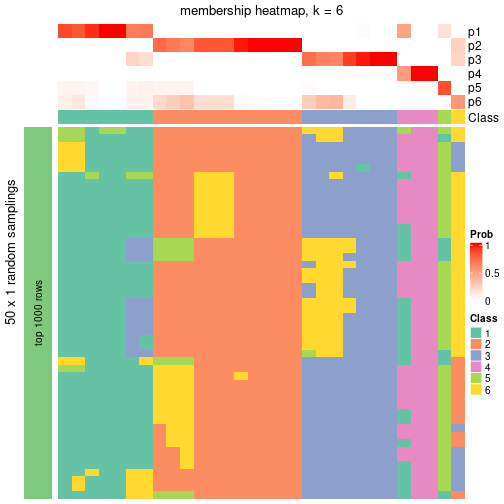 membership heatmap, k = 6
p1
p2
p3
p4
p5
p6
Class
50 x 1 random samplings
top 1000 rows
Prob
1
0.5
0
Class
1
2
3
4
5
6